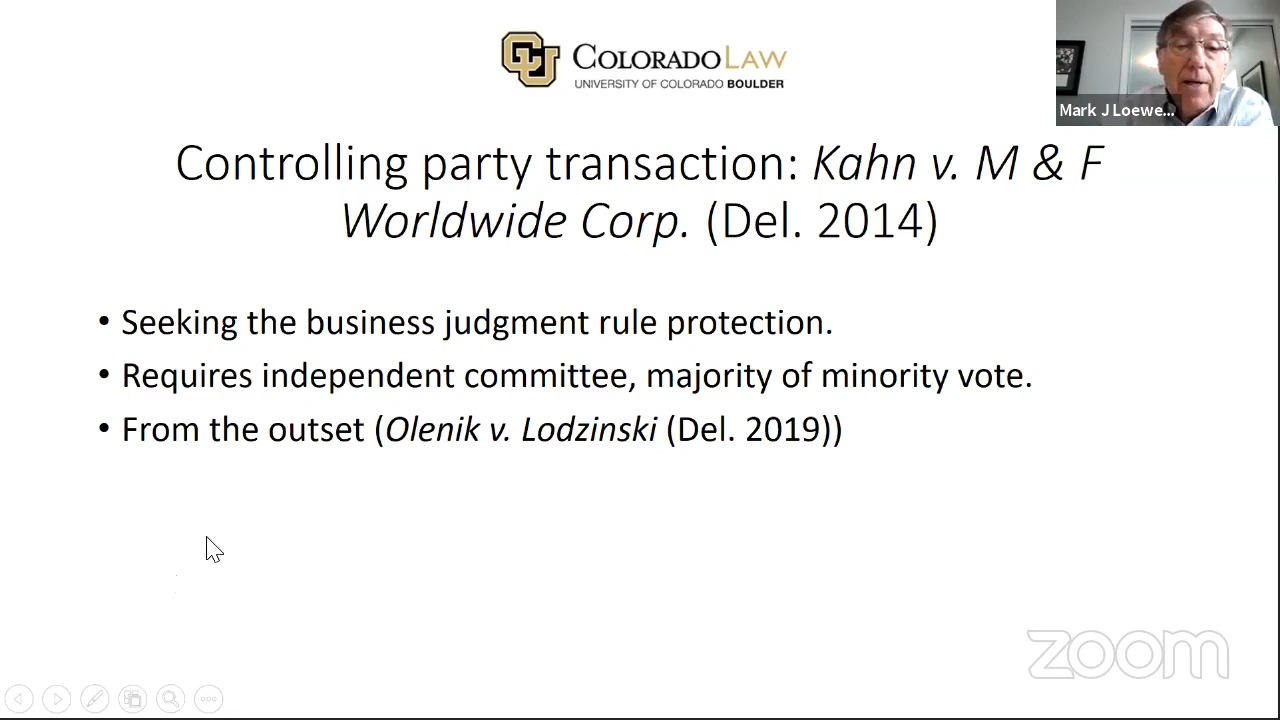 COLORADO LAW
UNIVERSITY OF COLORADO BOULDER
Mark J Loewe...
Controlling party transaction: Kahn v. M & F
Worldwide Corp. (Del. 2014)
• Seeking the business judgment rule protection.
• Requires independent committee, majority of minority vote.
• From the outset (Olenik v. Lodzinski (Del. 2019))
zoom